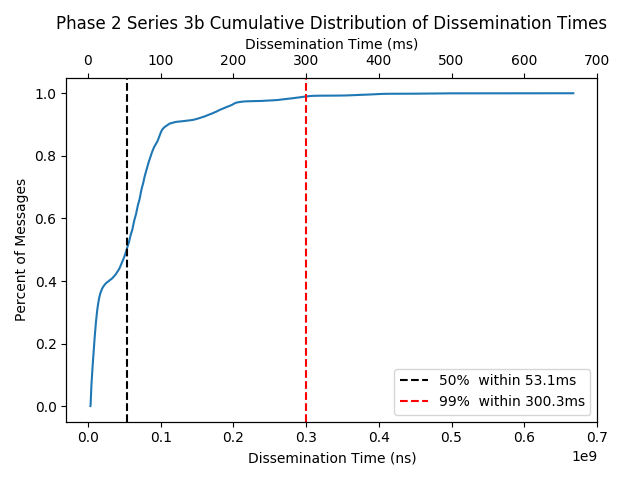 Phase 2 Series 3b Cumulative Distribution of Dissemination Times
Dissemination Time (ms)
0 100 200 300 400 500 600 700
1.0
0.8
0.6
0.4
0.2
0.0
Percent of Messages
50%  within 53.1ms
99%  within 300.3ms
0.0 0.1 0.2 0.3 0.4 0.5 0.6 0.7
Dissemination Time (ns)
1e9